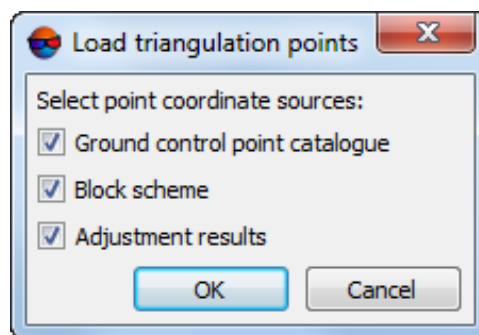 Load triangulation points
Select point coordinate sources:
Ground control point catalogue
Block scheme
Adjustment results
OK Cancel